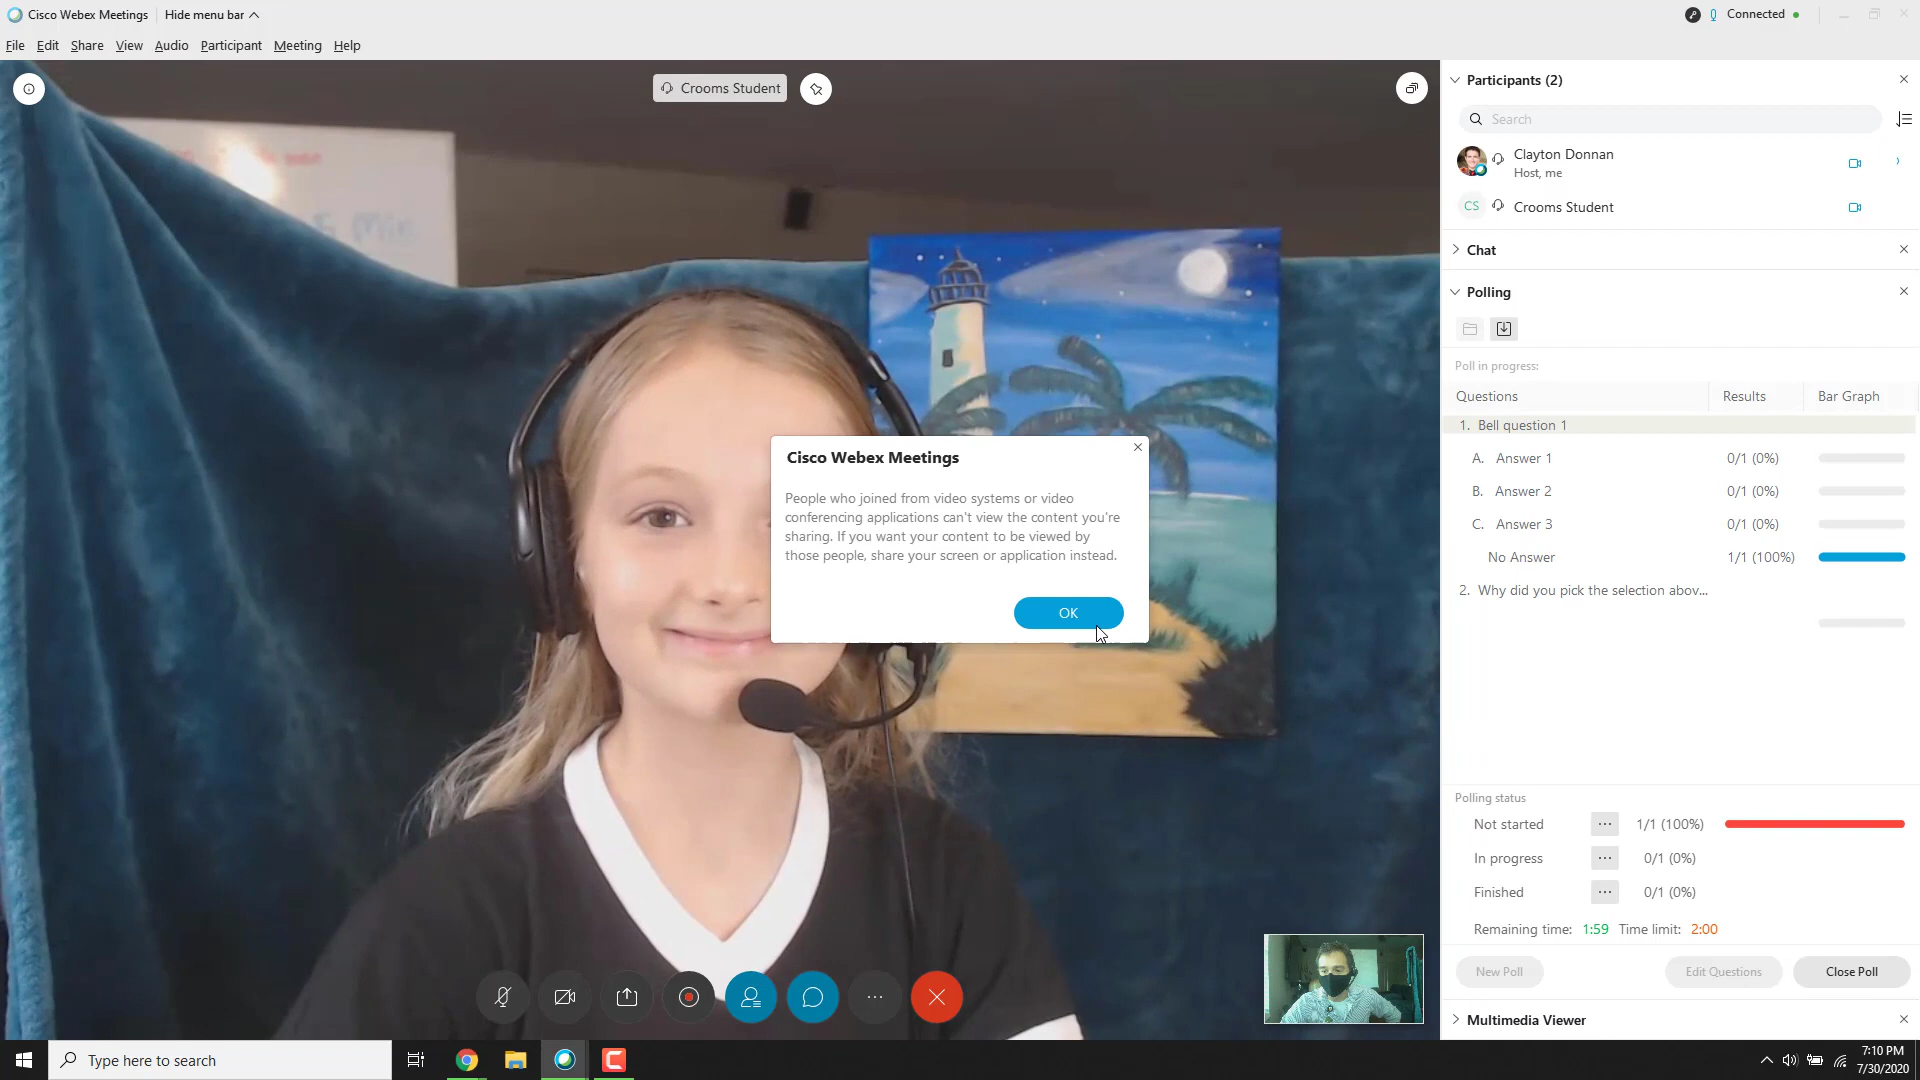 Cisco Webex Meetings
Hide menu bar
Connected
File Edit Share View Audio Participant Meeting Help
Crooms Student
& Mic
Cisco Webex Meetings
People who joined from video systems or video
conferencing applications can't view the content you're
sharing. If you want your content to be viewed by
those people, share your screen or application instead.
OK
Participants (2)
Search
Clayton Donnan
Host, me
CS Crooms Student
Chat
Polling
Poll in progress:
Questions Results Bar Graph
1. Bell question 1
A. Answer 1 0/1 (0%)
B. Answer 2 0/1 (0%)
C. Answer 3 0/1 (0%)
No Answer 1/1 (100%)
2. Why did you pick the selection abov...
Polling status
Not started ... 1/1 (100%)
In progress ... 0/1 (0%)
Finished ... 0/1 (0%)
Remaining time: 1:59 Time limit: 2:00
New Poll Edit Questions Close Poll
Multimedia Viewer
Type here to search
7:10 PM
7/30/2020